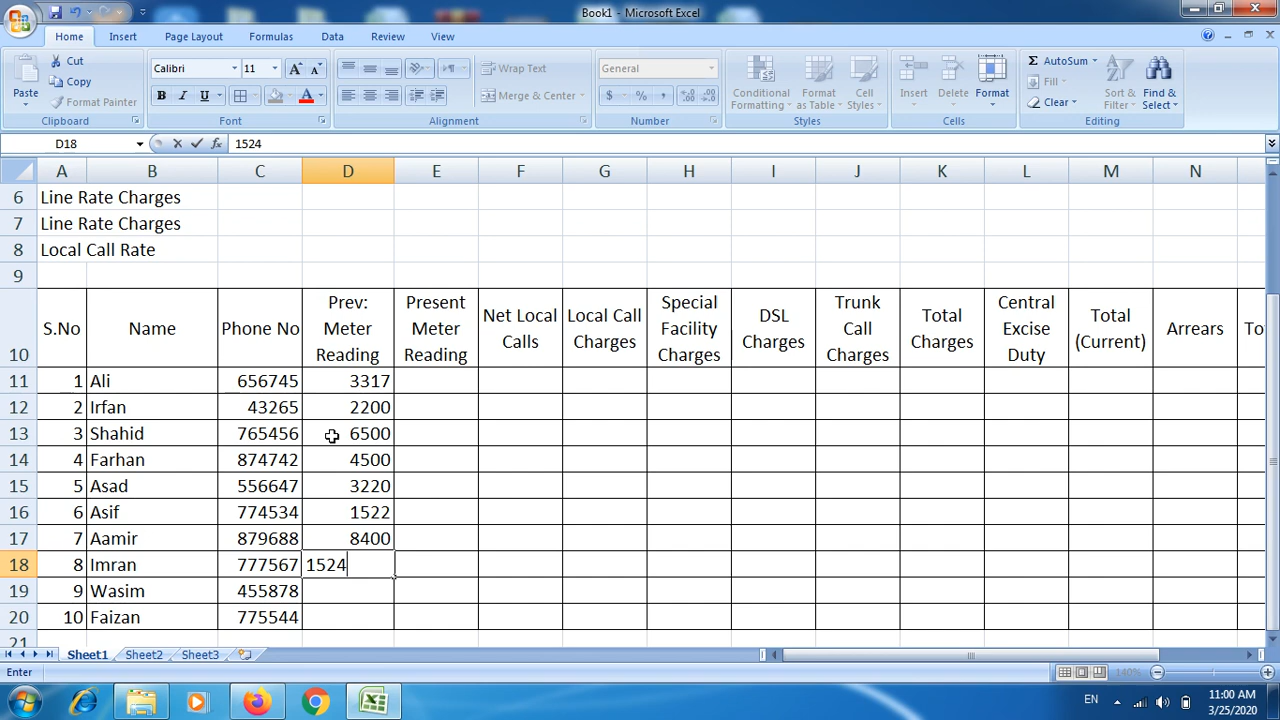 Book1 - Microsoft Excel
Home Insert Page Layout Formulas Data Review View
Paste
Cut
Copy
Format Painter
Clipboard
Calibri 11
B I U
Font
Wrap Text
Merge & Center
Alignment
General
$ % ,
Number
Conditional Formatting
Format as Table
Cell Styles
Styles
Insert Delete Format
Cells
Σ AutoSum
Fill
Clear
Sort & Filter
Find & Select
Editing
D18 fx 1524
A B C D E F G H I J K L M N
6 Line Rate Charges
7 Line Rate Charges
8 Local Call Rate
9
10 S.No Name Phone No Prev: Meter Reading Present Meter Reading Net Local Calls Local Call Charges Special Facility Charges DSL Charges Trunk Call Charges Total Charges Central Excise Duty Total (Current) Arrears To
11 1 Ali 656745 3317
12 2 Irfan 43265 2200
13 3 Shahid 765456 6500
14 4 Farhan 874742 4500
15 5 Asad 556647 3220
16 6 Asif 774534 1522
17 7 Aamir 879688 8400
18 8 Imran 777567 1524
19 9 Wasim 455878
20 10 Faizan 775544
21
Sheet1 Sheet2 Sheet3
Enter 140%
EN 11:00 AM
3/25/2020